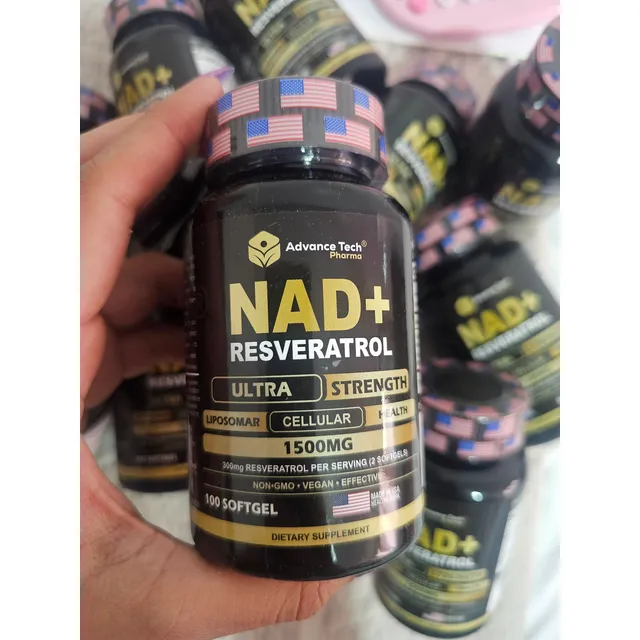 Advance Tech®
Pharma
NAD+
RESVERATROL
ULTRA STRENGTH
LIPOSOMAR CELLULAR HEALTH
1500MG
300mg RESVERATROL PER SERVING (2 SOFTGELS)
NON•GMO • VEGAN • EFFECTIVE
100 SOFTGEL
MADE IN USA
DIETARY SUPPLEMENT
NAD+
NAD+
RESVERATROL
NAD+
RESVERATROL